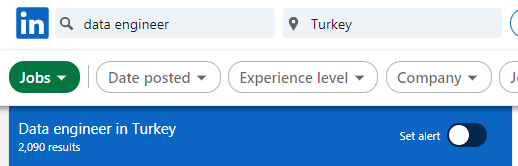 in data engineer Turkey
Jobs Date posted Experience level Company
Data engineer in Turkey
2,090 results Set alert